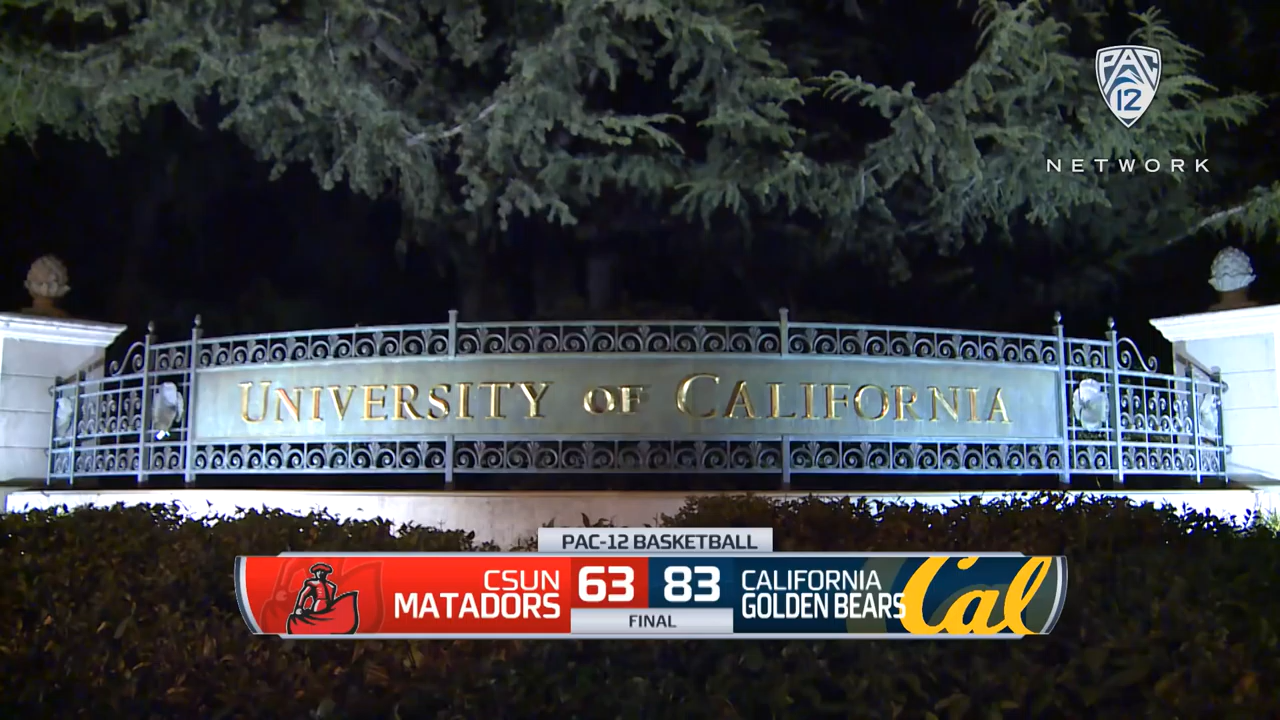 PAC
12
NETWORK
UNIVERSITY OF CALIFORNIA
PAC-12 BASKETBALL
CSUN
MATADORS
63
83
CALIFORNIA
GOLDEN BEARS
Cal
FINAL